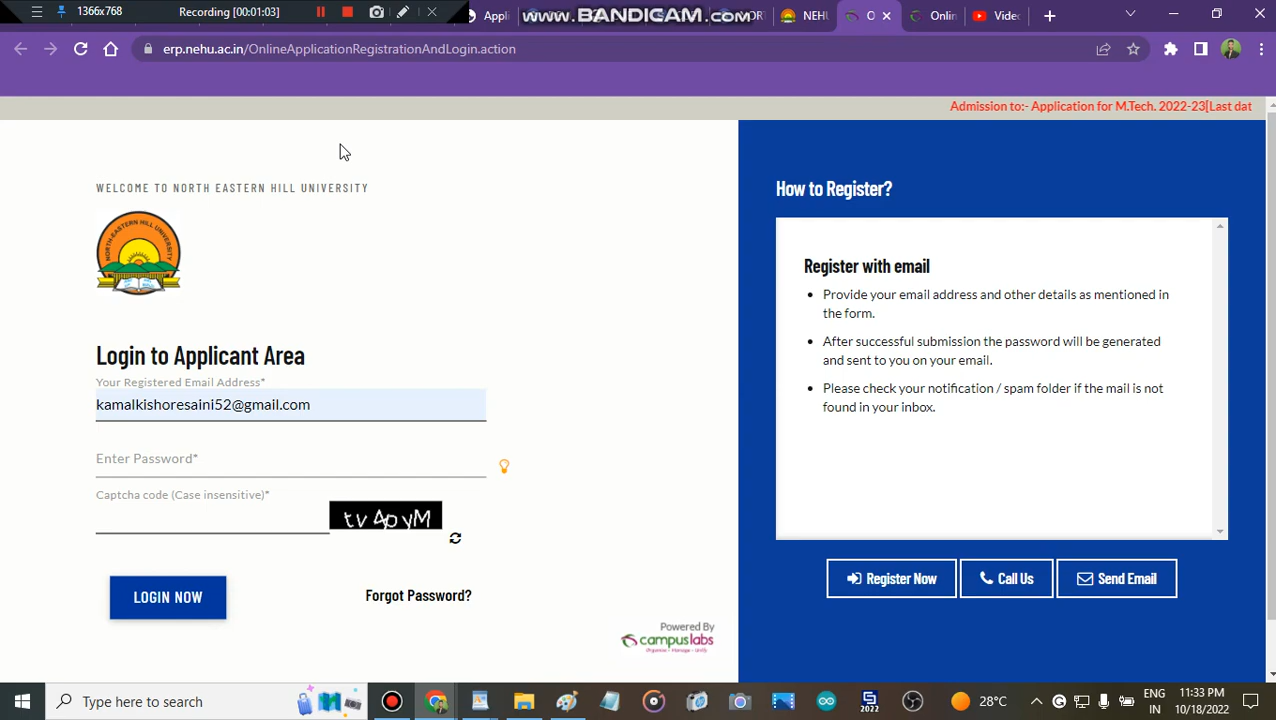 1366x768
Recording [00:01:03]
Appli
www.BANDICAM.com
NEHU
O
Onlin
Video
erp.nehu.ac.in/OnlineApplicationRegistrationAndLogin.action
Admission to:- Application for M.Tech. 2022-23[Last dat
WELCOME TO NORTH EASTERN HILL UNIVERSITY
NORTH-EASTERN HILL UNIVERSITY
Login to Applicant Area
Your Registered Email Address*
kamalkishoresaini52@gmail.com
Enter Password*
Captcha code (Case insensitive)*
tv4pyM
LOGIN NOW
Forgot Password?
Powered By
campuslabs
How to Register?
Register with email
• Provide your email address and other details as mentioned in
the form.
• After successful submission the password will be generated
and sent to you on your email.
• Please check your notification / spam folder if the mail is not
found in your inbox.
Register Now
Call Us
Send Email
Type here to search
2022
28°C
ENG
IN
11:33 PM
10/18/2022